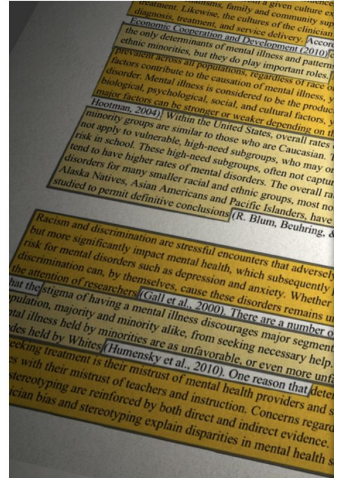 a given culture
family and community
treatment. Likewise, the cultures of the clinician
diagnosis, treatment, and service delivery. Accor
Economic Cooperation and Development (2010)
the only determinants of mental illness and pattern
ethnic minorities, but they do play important roles.
prevalent across all populations, regardless of race
factors contribute to the causation of mental illness, y
disorder. Mental illness is considered to be the produ
biological, psychological, social, and cultural factors,
major factors can be stronger or weaker depending on th
Hootman, 2004). Within the United States, overall rates
minority groups are similar to those who are Caucasian. T
not apply to vulnerable, high-need subgroups, who may
risk in school. These high-need subgroups, often not captur
tend to have higher rates of mental disorders. The overall ra
disorders for many smaller racial and ethnic groups, most no
Alaska Natives, Asian Americans and Pacific Islanders, have
studied to permit definitive conclusions (R. Blum, Beuhring, &
Racism and discrimination are stressful encounters that adversely
but more significantly impact mental health, which subsequently
risk for mental disorders such as depression and anxiety. Whether
discrimination can, by themselves, cause these disorders remains u
the attention of researchers (Gall et al., 2000). There are a number o
that the stigma of having a mental illness discourages major segment
pulation, majority and minority alike, from seeking necessary help.
tal illness held by minorities are as unfavorable, or even more unfa
des held by Whites (Humensky et al., 2010). One reason that deter
eeking treatment is their mistrust of mental health providers and s
es with their mistrust of teachers and instruction. Concerns regard
tereotyping are reinforced by both direct and indirect evidence.
cian bias and stereotyping explain disparities in mental health s